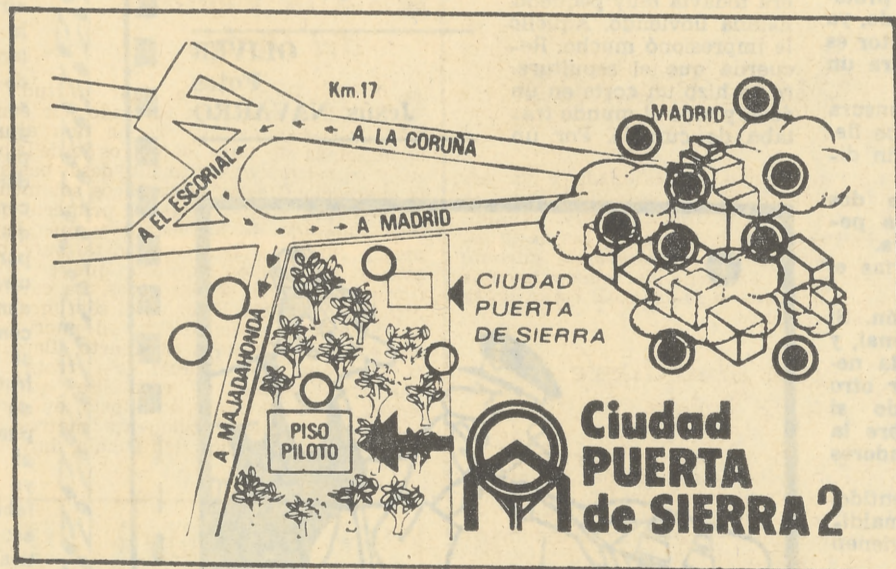 Km.17
A LA CORUÑA
MADRID
A EL ESCORIAL
A MADRID
CIUDAD
PUERTA
DE SIERRA
A MAJADAHONDA
PISO
PILOTO
Ciudad
PUERTA
de SIERRA 2